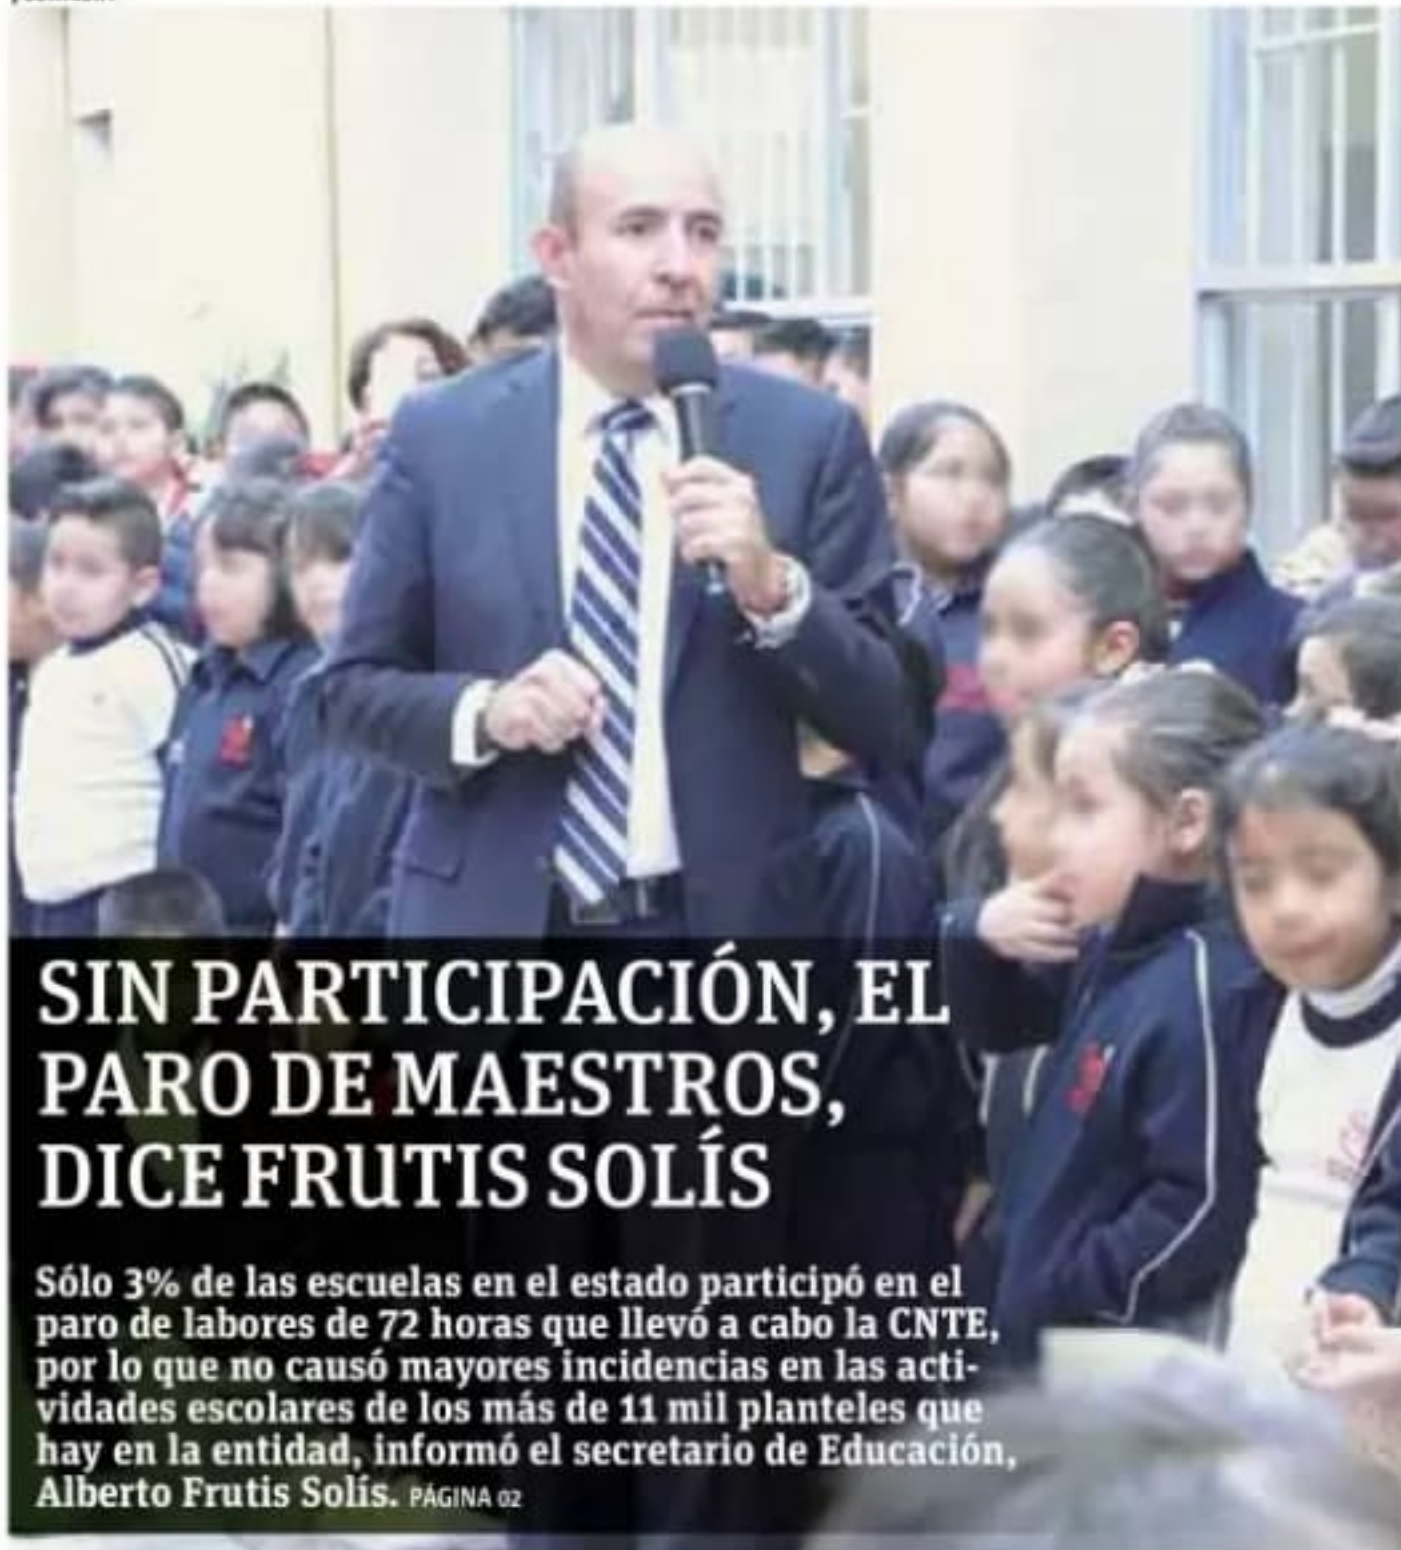 SIN PARTICIPACIÓN, EL
PARO DE MAESTROS,
DICE FRUTIS SOLÍS
Sólo 3% de las escuelas en el estado participó en el
paro de labores de 72 horas que llevó a cabo la CNTE,
por lo que no causó mayores incidencias en las acti-
vidades escolares de los más de 11 mil planteles que
hay en la entidad, informó el secretario de Educación,
Alberto Frutis Solís. PÁGINA 02